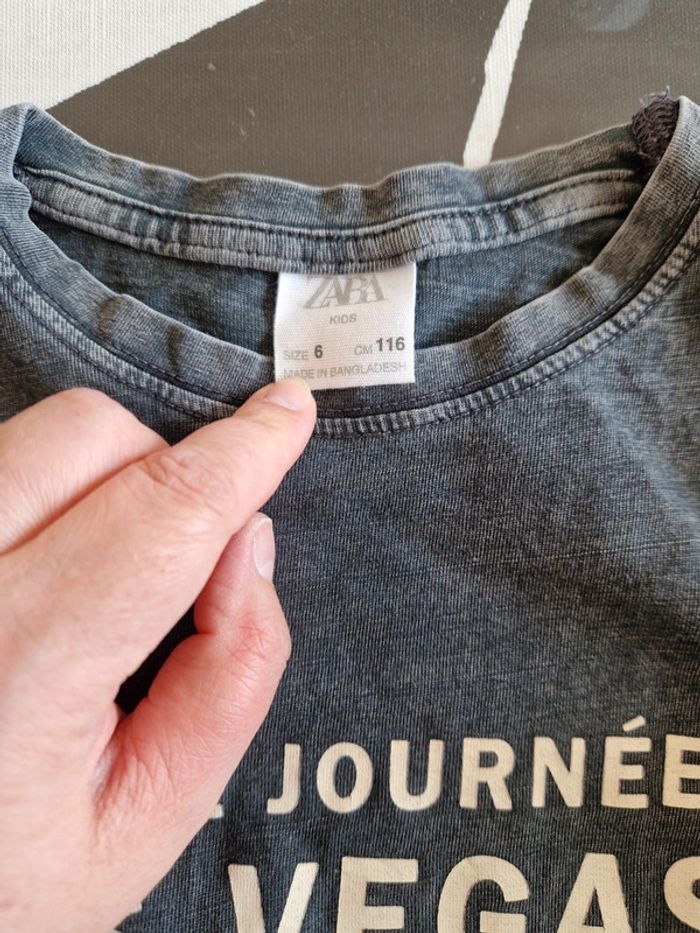 ZARA
KIDS
SIZE 6 CM 116
MADE IN BANGLADESH
JOURNÉE
VEGAS